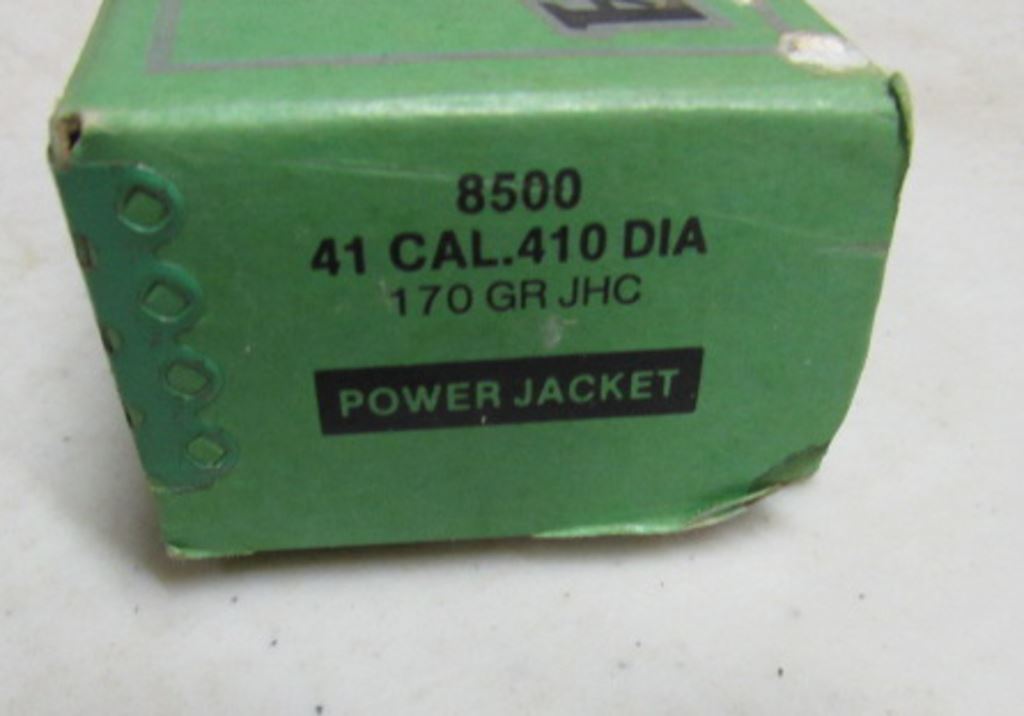 8500
41 CAL.410 DIA
170 GR JHC
POWER JACKET